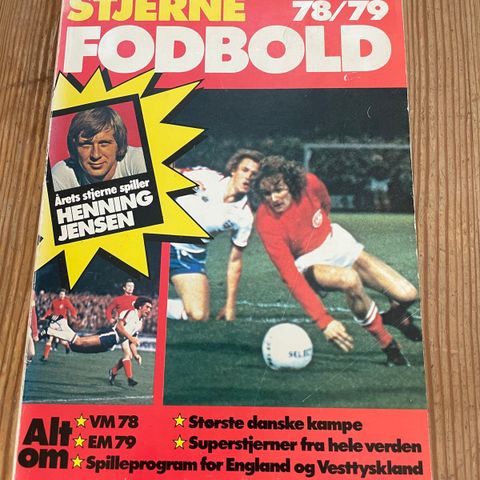 STJERNE 78/79
FODBOLD
Årets stjerne spiller
HENNING
JENSEN
SELECT
Alt om
VM 78
EM 79
Største danske kampe
Superstjerner fra hele verden
Spilleprogram for England og Vesttyskland